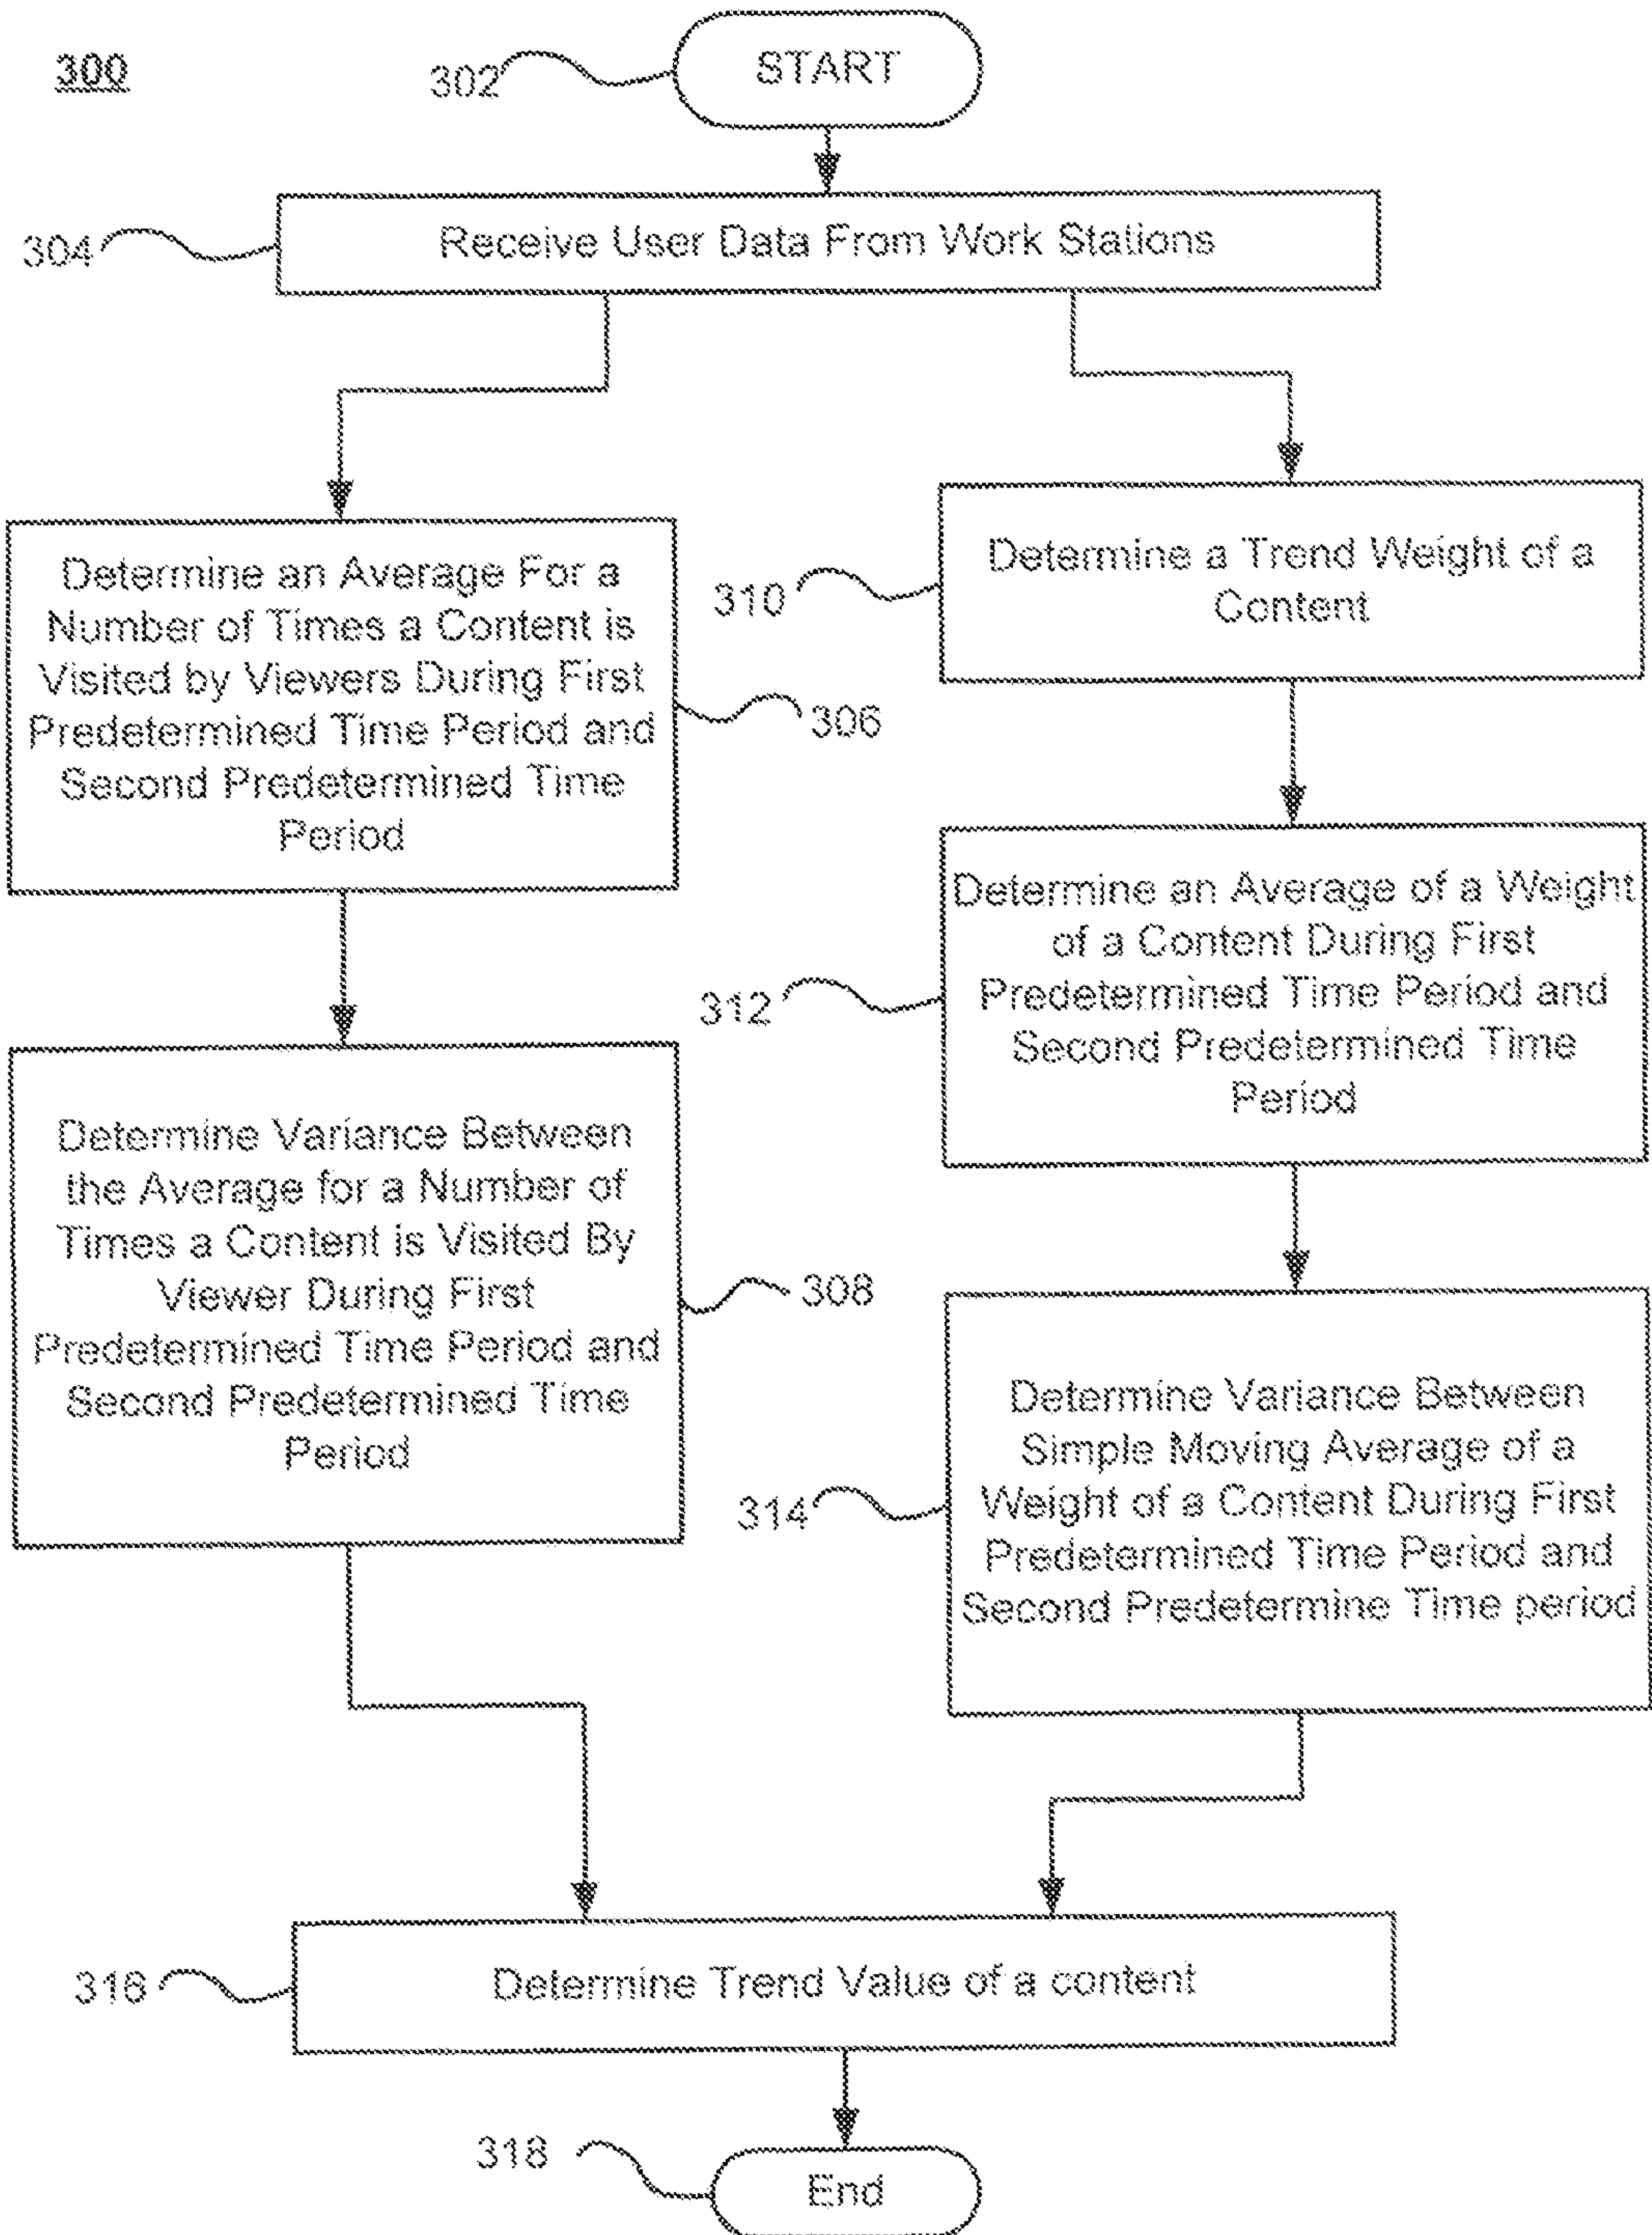 300
302
START
304
Receive User Data From Work Stations
Determine an Average For a
Number of Times a Content is
Visited by Viewers During First
Predetermined Time Period and
Second Predetermined Time
Period
306
310
Determine a Trend Weight of a
Content
312
Determine an Average of a Weight
of a Content During First
Predetermined Time Period and
Second Predetermined Time
Period
Determine Variance Between
the Average for a Number of
Times a Content is Visited By
Viewer During First
Predetermined Time Period and
Second Predetermined Time
Period
308
314
Determine Variance Between
Simple Moving Average of a
Weight of a Content During First
Predetermined Time Period and
Second Predetermine Time period
316
Determine Trend Value of a content
318
End